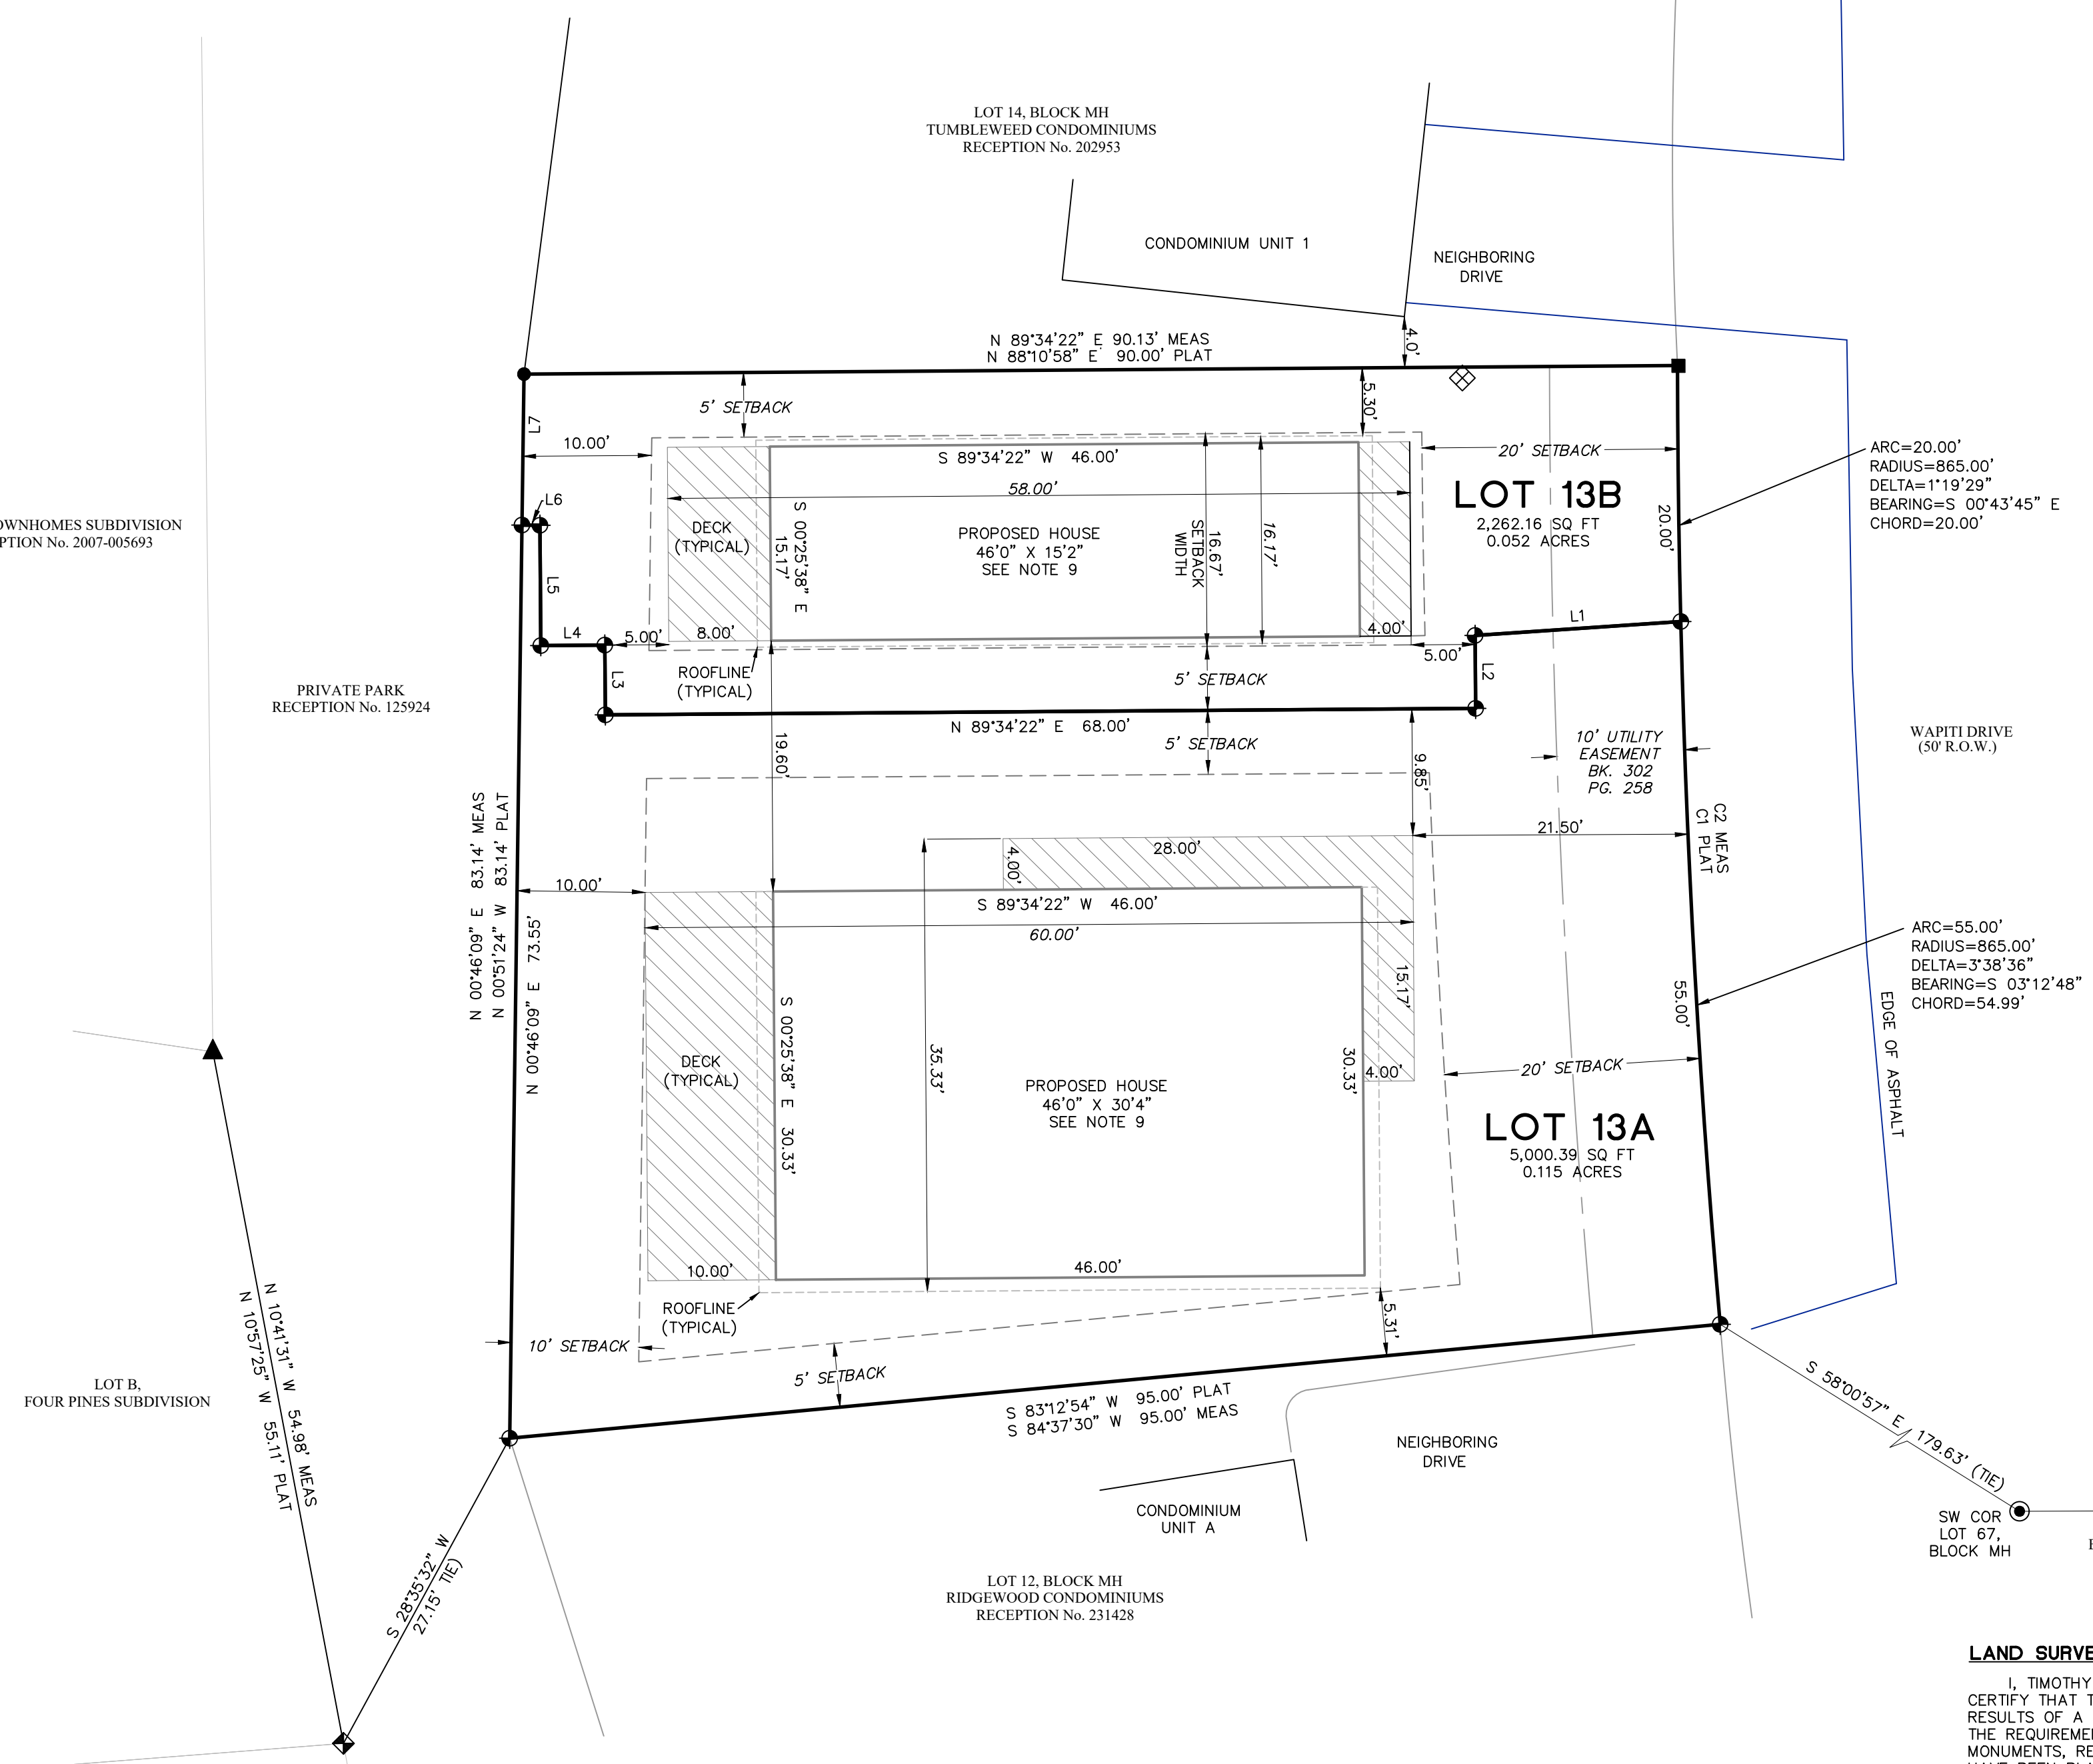 LOT 14, BLOCK MH
TUMBLEWEED CONDOMINIUMS
RECEPTION No. 202953
CONDOMINIUM UNIT 1
NEIGHBORING
DRIVE
4.0'
N 89°34'22" E 90.13' MEAS
N 88°10'58" E 90.00' PLAT
5' SETBACK
5.30'
L7
10.00'
20' SETBACK
ARC=20.00'
RADIUS=865.00'
DELTA=1°19'29"
BEARING=S 00°43'45" E
CHORD=20.00'
S 89°34'22" W 46.00'
58.00'
LOT 13B
2,262.16 SQ FT
0.052 ACRES
20.00'
L6
OWNHOMES SUBDIVISION
PTION No. 2007-005693
DECK
(TYPICAL)
S 00°25'38" E
15.17'
PROPOSED HOUSE
46'0" X 15'2"
SEE NOTE 9
16.67'
SETBACK
WIDTH
16.17'
L5
L4
5.00'
8.00'
4.00'
5.00'
L1
L2
L3
ROOFLINE
(TYPICAL)
5' SETBACK
PRIVATE PARK
RECEPTION No. 125924
N 89°34'22" E 68.00'
5' SETBACK
19.60'
9.85'
10' UTILITY
EASEMENT
BK. 302
PG. 258
WAPITI DRIVE
(50' R.O.W.)
C2 MEAS
C1 PLAT
21.50'
N 00°46'09" E 83.14' MEAS
N 00°51'24" W 83.14' PLAT
N 00°46'09" E 73.55'
10.00'
4.00'
28.00'
S 89°34'22" W 46.00'
60.00'
ARC=55.00'
RADIUS=865.00'
DELTA=3°38'36"
BEARING=S 03°12'48"
CHORD=54.99'
15.17'
55.00'
EDGE OF ASPHALT
DECK
(TYPICAL)
S 00°25'38" E 30.33'
35.33'
PROPOSED HOUSE
46'0" X 30'4"
SEE NOTE 9
30.33'
4.00'
20' SETBACK
LOT 13A
5,000.39 SQ FT
0.115 ACRES
10.00'
46.00'
ROOFLINE
(TYPICAL)
5.31'
10' SETBACK
5' SETBACK
S 83°12'54" W 95.00' PLAT
S 84°37'30" W 95.00' MEAS
N 10°41'31" W 54.98' MEAS
N 10°57'25" W 55.11' PLAT
LOT B,
FOUR PINES SUBDIVISION
S 28°35'32" W
27.15' TIE)
NEIGHBORING
DRIVE
CONDOMINIUM
UNIT A
S 58°00'57" E 179.63' (TIE)
SW COR
LOT 67,
BLOCK MH
LOT 12, BLOCK MH
RIDGEWOOD CONDOMINIUMS
RECEPTION No. 231428
LAND SURVE
I, TIMOTHY
CERTIFY THAT T
RESULTS OF A
THE REQUIREME
MONUMENTS, RE